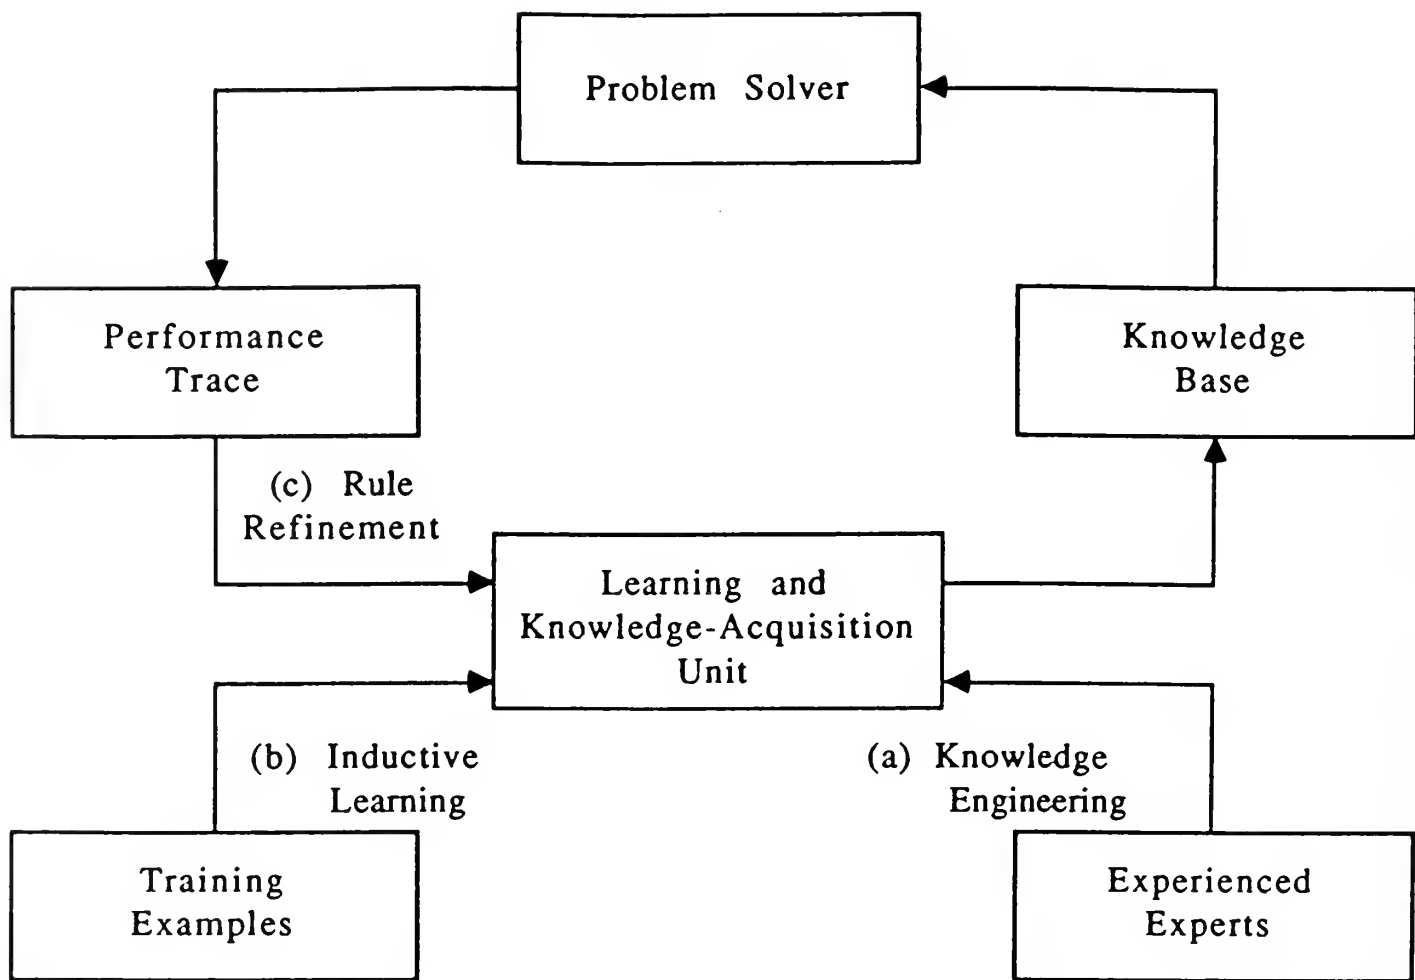 Problem Solver
Performance
Trace
Knowledge
Base
(c) Rule
Refinement
Learning and
Knowledge-Acquisition
Unit
(b) Inductive
Learning
(a) Knowledge
Engineering
Training
Examples
Experienced
Experts